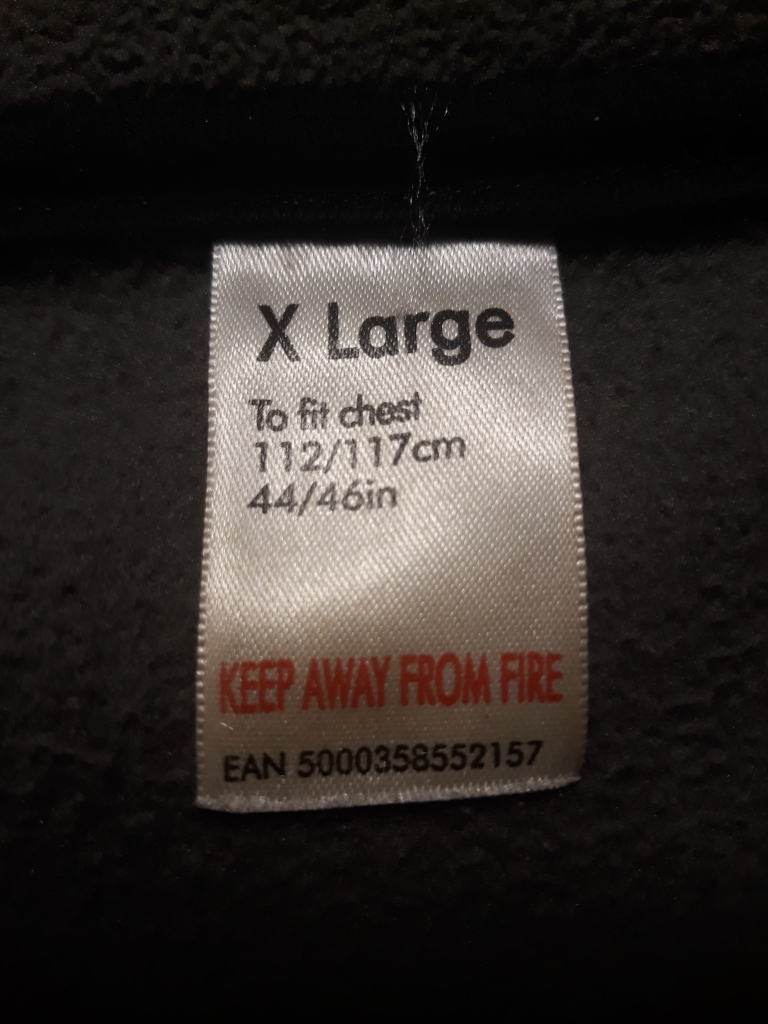 X Large
To fit chest
112/117cm
44/46in
KEEP AWAY FROM FIRE
EAN 5000358552157